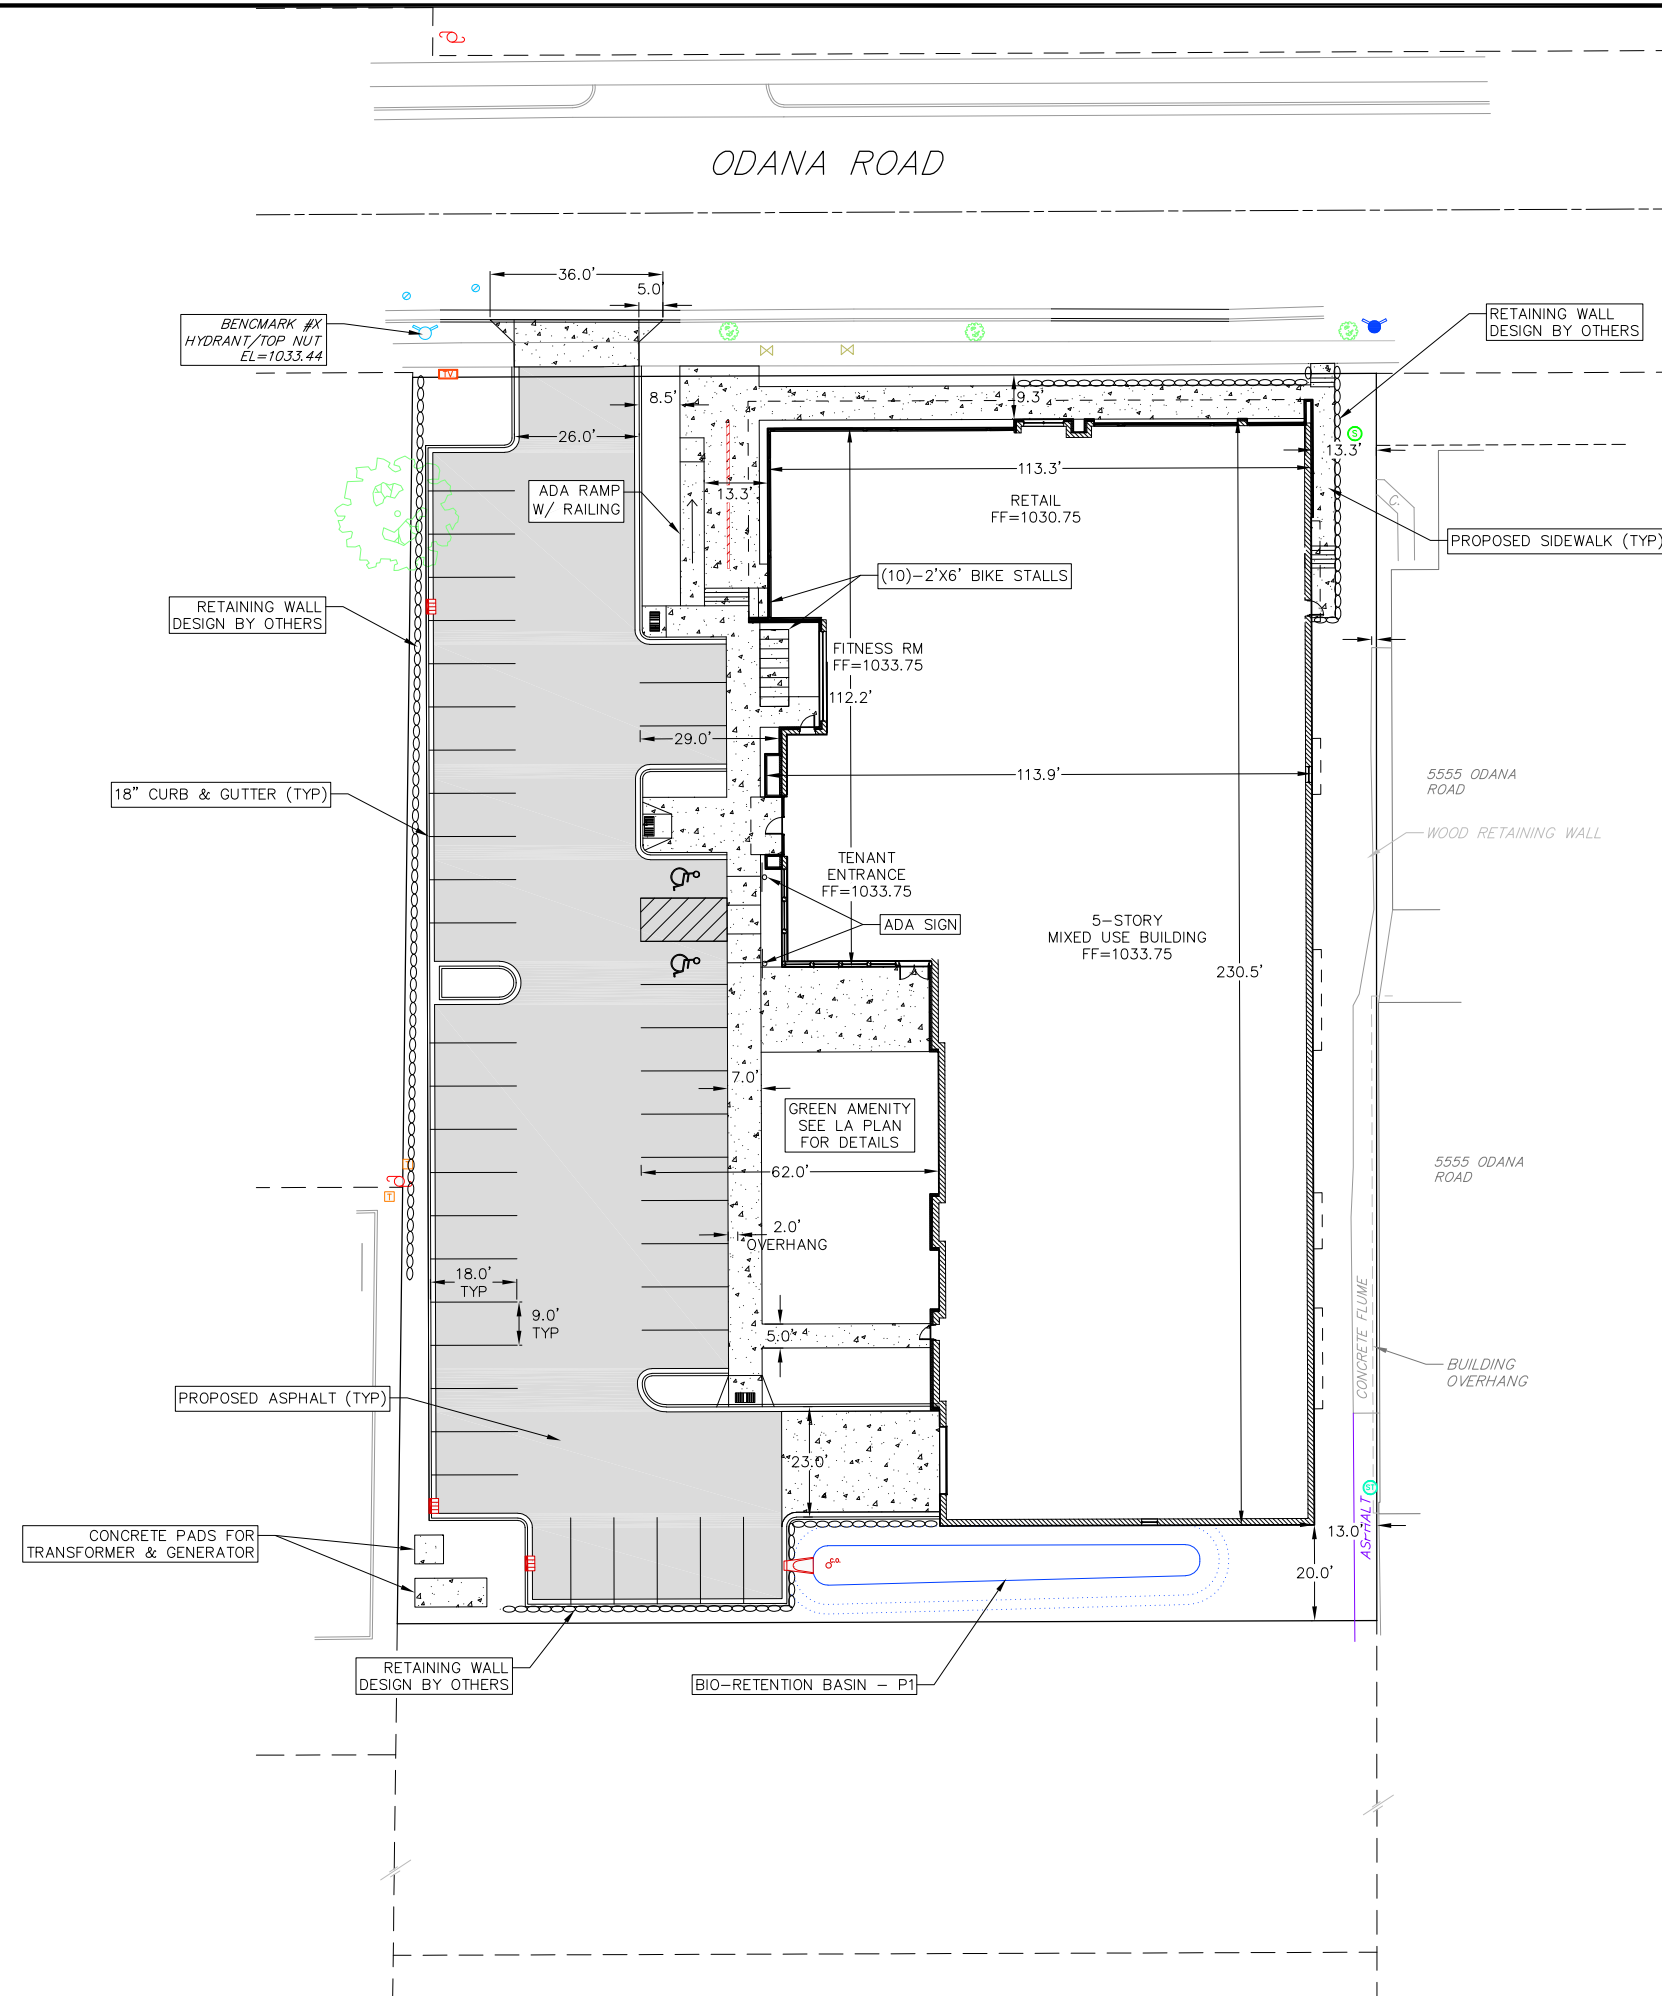 ODANA ROAD
36.0'
5.0'
BENCMARK #X
HYDRANT/TOP NUT
EL=1033.44
RETAINING WALL
DESIGN BY OTHERS
TV
8.5'
9.3'
26.0'
S
13.3'
113.3'
ADA RAMP
W/ RAILING
13.3'
RETAIL
FF=1030.75
C.
PROPOSED SIDEWALK (TYP)
(10)-2'X6' BIKE STALLS
RETAINING WALL
DESIGN BY OTHERS
FITNESS RM
FF=1033.75
112.2'
29.0'
113.9'
5555 ODANA
ROAD
18" CURB & GUTTER (TYP)
WOOD RETAINING WALL
TENANT
ENTRANCE
FF=1033.75
ADA SIGN
5-STORY
MIXED USE BUILDING
FF=1033.75
230.5'
7.0'
GREEN AMENITY
SEE LA PLAN
FOR DETAILS
62.0'
5555 ODANA
ROAD
T
2.0'
OVERHANG
18.0'
TYP
9.0'
TYP
5.0'
CONCRETE FLUME
BUILDING
OVERHANG
PROPOSED ASPHALT (TYP)
23.0'
ST
ASPHALT
13.0'
CONCRETE PADS FOR
TRANSFORMER & GENERATOR
20.0'
RETAINING WALL
DESIGN BY OTHERS
BIO-RETENTION BASIN - P1